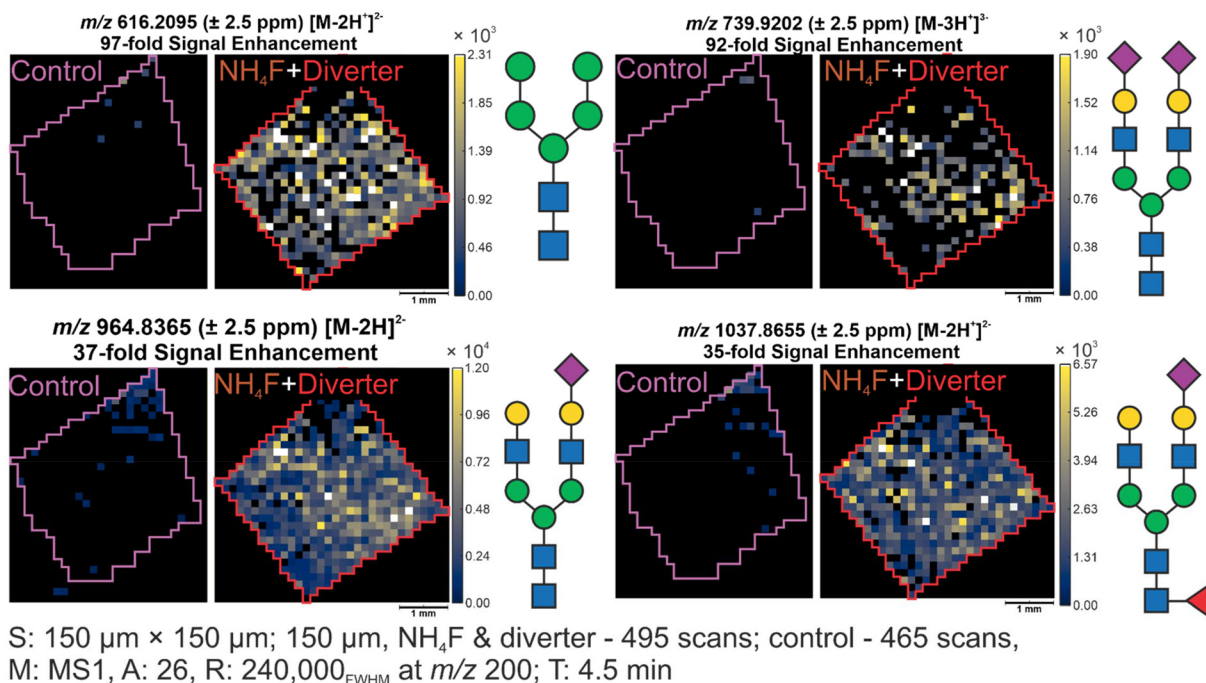 m/z 616.2095 (± 2.5 ppm) [M-2H⁺]²⁻
97-fold Signal Enhancement
× 10³
Control
NH₄F+Diverter
2.31
1.85
1.39
0.92
0.46
0.00
1 mm
m/z 739.9202 (± 2.5 ppm) [M-3H⁺]³⁻
92-fold Signal Enhancement
× 10³
Control
NH₄F+Diverter
1.90
1.52
1.14
0.76
0.38
0.00
1 mm
m/z 964.8365 (± 2.5 ppm) [M-2H]²⁻
37-fold Signal Enhancement
× 10⁴
Control
NH₄F+Diverter
1.20
0.96
0.72
0.48
0.24
0.00
1 mm
m/z 1037.8655 (± 2.5 ppm) [M-2H⁺]²⁻
35-fold Signal Enhancement
× 10³
Control
NH₄F+Diverter
6.57
5.26
3.94
2.63
1.31
0.00
1 mm
S: 150 µm × 150 µm; 150 µm, NH₄F & diverter - 495 scans; control - 465 scans,
M: MS1, A: 26, R: 240,000FWHM at m/z 200; T: 4.5 min